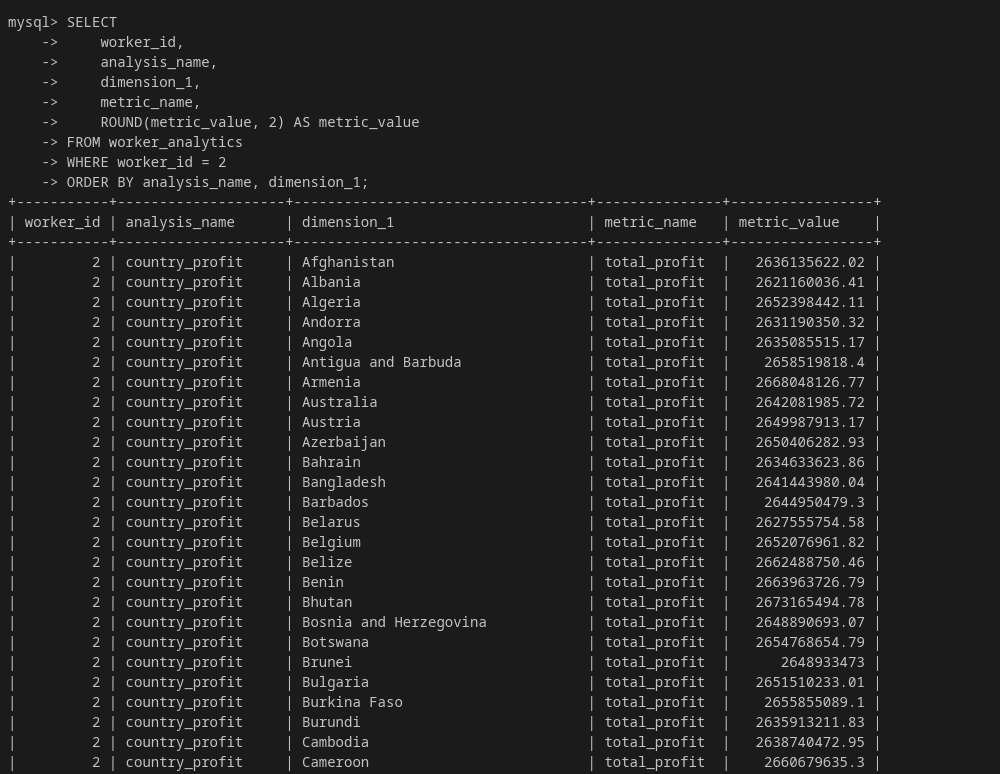 mysql> SELECT
    ->     worker_id,
    ->     analysis_name,
    ->     dimension_1,
    ->     metric_name,
    ->     ROUND(metric_value, 2) AS metric_value
    -> FROM worker_analytics
    -> WHERE worker_id = 2
    -> ORDER BY analysis_name, dimension_1;
+-----------+--------------------+-----------------------------------+---------------+-----------------+
| worker_id | analysis_name      | dimension_1                       | metric_name   | metric_value    |
+-----------+--------------------+-----------------------------------+---------------+-----------------+
|         2 | country_profit     | Afghanistan                       | total_profit  |   2636135622.02 |
|         2 | country_profit     | Albania                           | total_profit  |   2621160036.41 |
|         2 | country_profit     | Algeria                           | total_profit  |   2652398442.11 |
|         2 | country_profit     | Andorra                           | total_profit  |   2631190350.32 |
|         2 | country_profit     | Angola                            | total_profit  |   2635085515.17 |
|         2 | country_profit     | Antigua and Barbuda               | total_profit  |    2658519818.4 |
|         2 | country_profit     | Armenia                           | total_profit  |   2668048126.77 |
|         2 | country_profit     | Australia                         | total_profit  |   2642081985.72 |
|         2 | country_profit     | Austria                           | total_profit  |   2649987913.17 |
|         2 | country_profit     | Azerbaijan                        | total_profit  |   2650406282.93 |
|         2 | country_profit     | Bahrain                           | total_profit  |   2634633623.86 |
|         2 | country_profit     | Bangladesh                        | total_profit  |   2641443980.04 |
|         2 | country_profit     | Barbados                          | total_profit  |    2644950479.3 |
|         2 | country_profit     | Belarus                           | total_profit  |   2627555754.58 |
|         2 | country_profit     | Belgium                           | total_profit  |   2652076961.82 |
|         2 | country_profit     | Belize                            | total_profit  |   2662488750.46 |
|         2 | country_profit     | Benin                             | total_profit  |   2663963726.79 |
|         2 | country_profit     | Bhutan                            | total_profit  |   2673165494.78 |
|         2 | country_profit     | Bosnia and Herzegovina            | total_profit  |   2648890693.07 |
|         2 | country_profit     | Botswana                          | total_profit  |   2654768654.79 |
|         2 | country_profit     | Brunei                            | total_profit  |      2648933473 |
|         2 | country_profit     | Bulgaria                          | total_profit  |   2651510233.01 |
|         2 | country_profit     | Burkina Faso                      | total_profit  |    2655855089.1 |
|         2 | country_profit     | Burundi                           | total_profit  |   2635913211.83 |
|         2 | country_profit     | Cambodia                          | total_profit  |   2638740472.95 |
|         2 | country_profit     | Cameroon                          | total_profit  |    2660679635.3 |